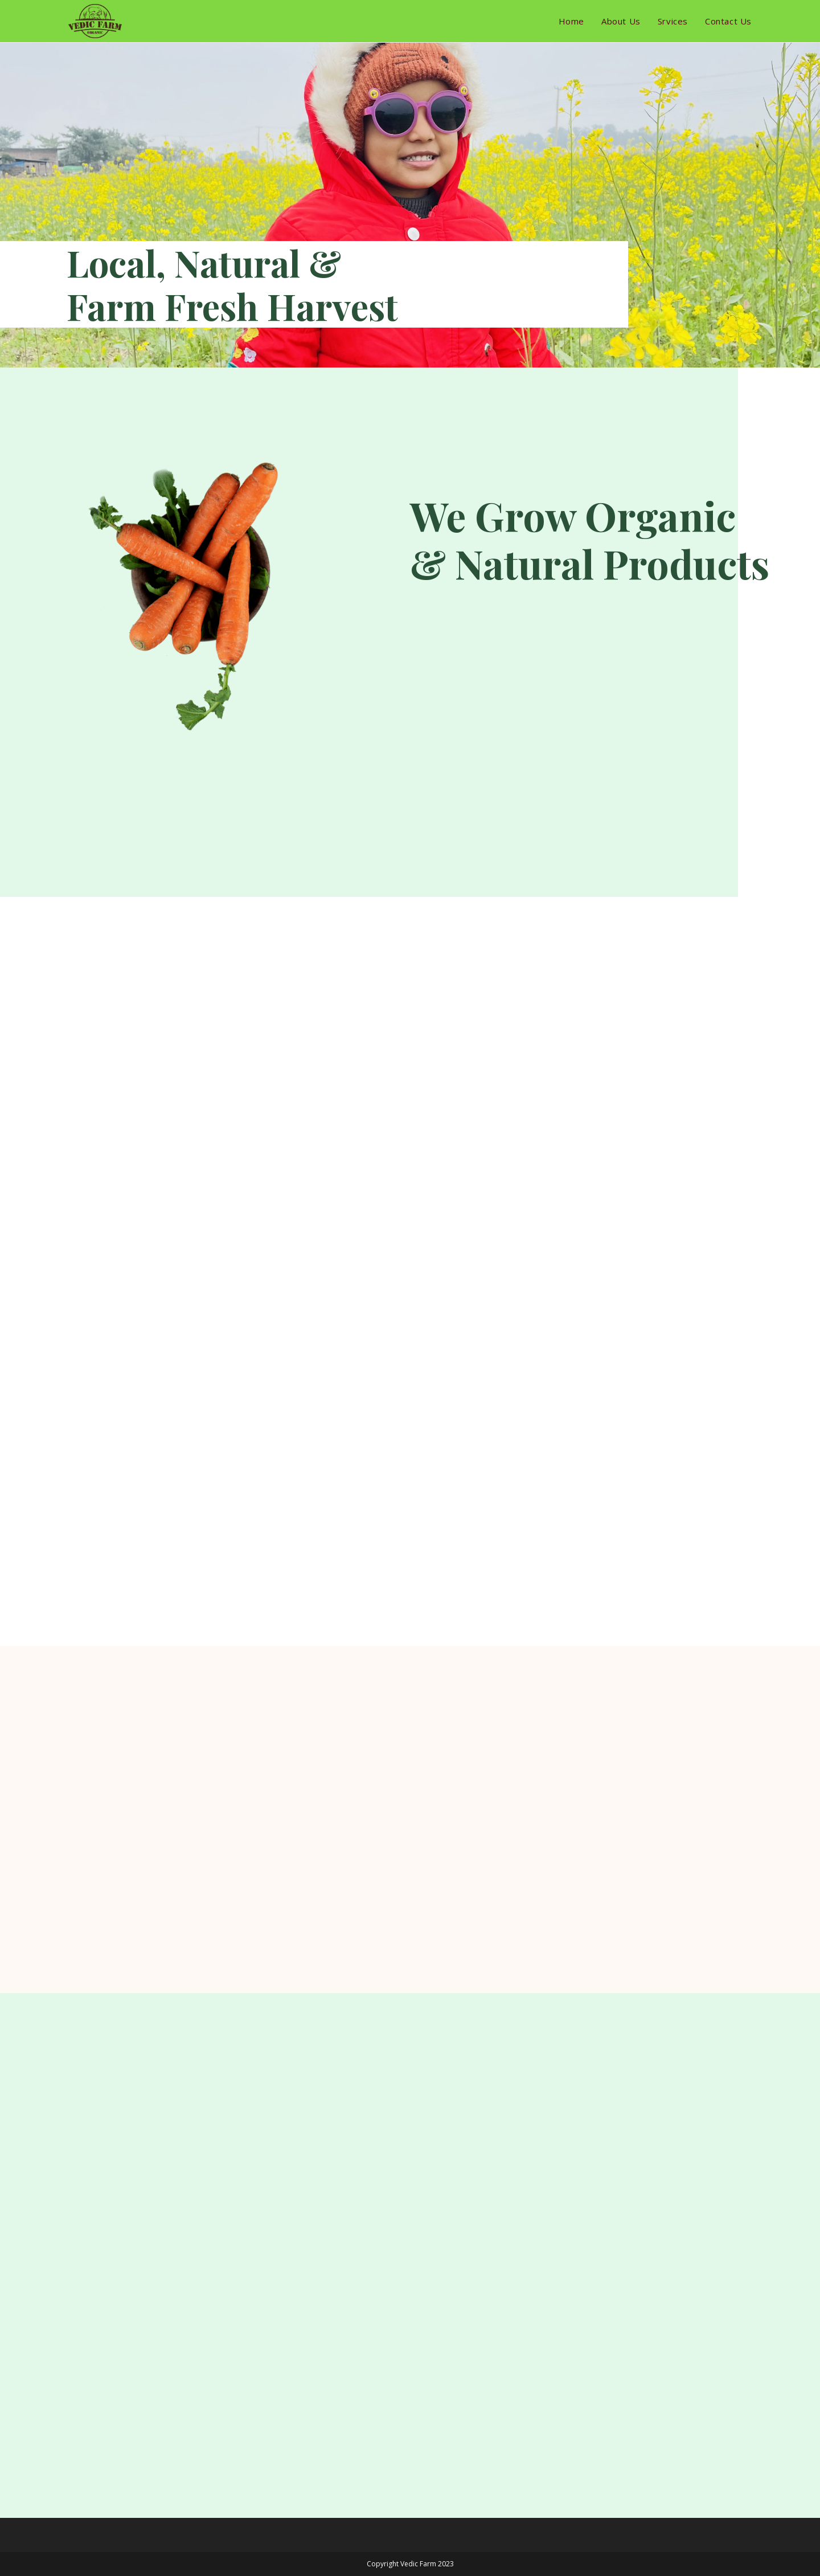 VEDIC FARM
ORGANIC
Home About Us Srvices Contact Us
Local, Natural &
Farm Fresh Harvest
We Grow Organic
& Natural Products
Copyright Vedic Farm 2023